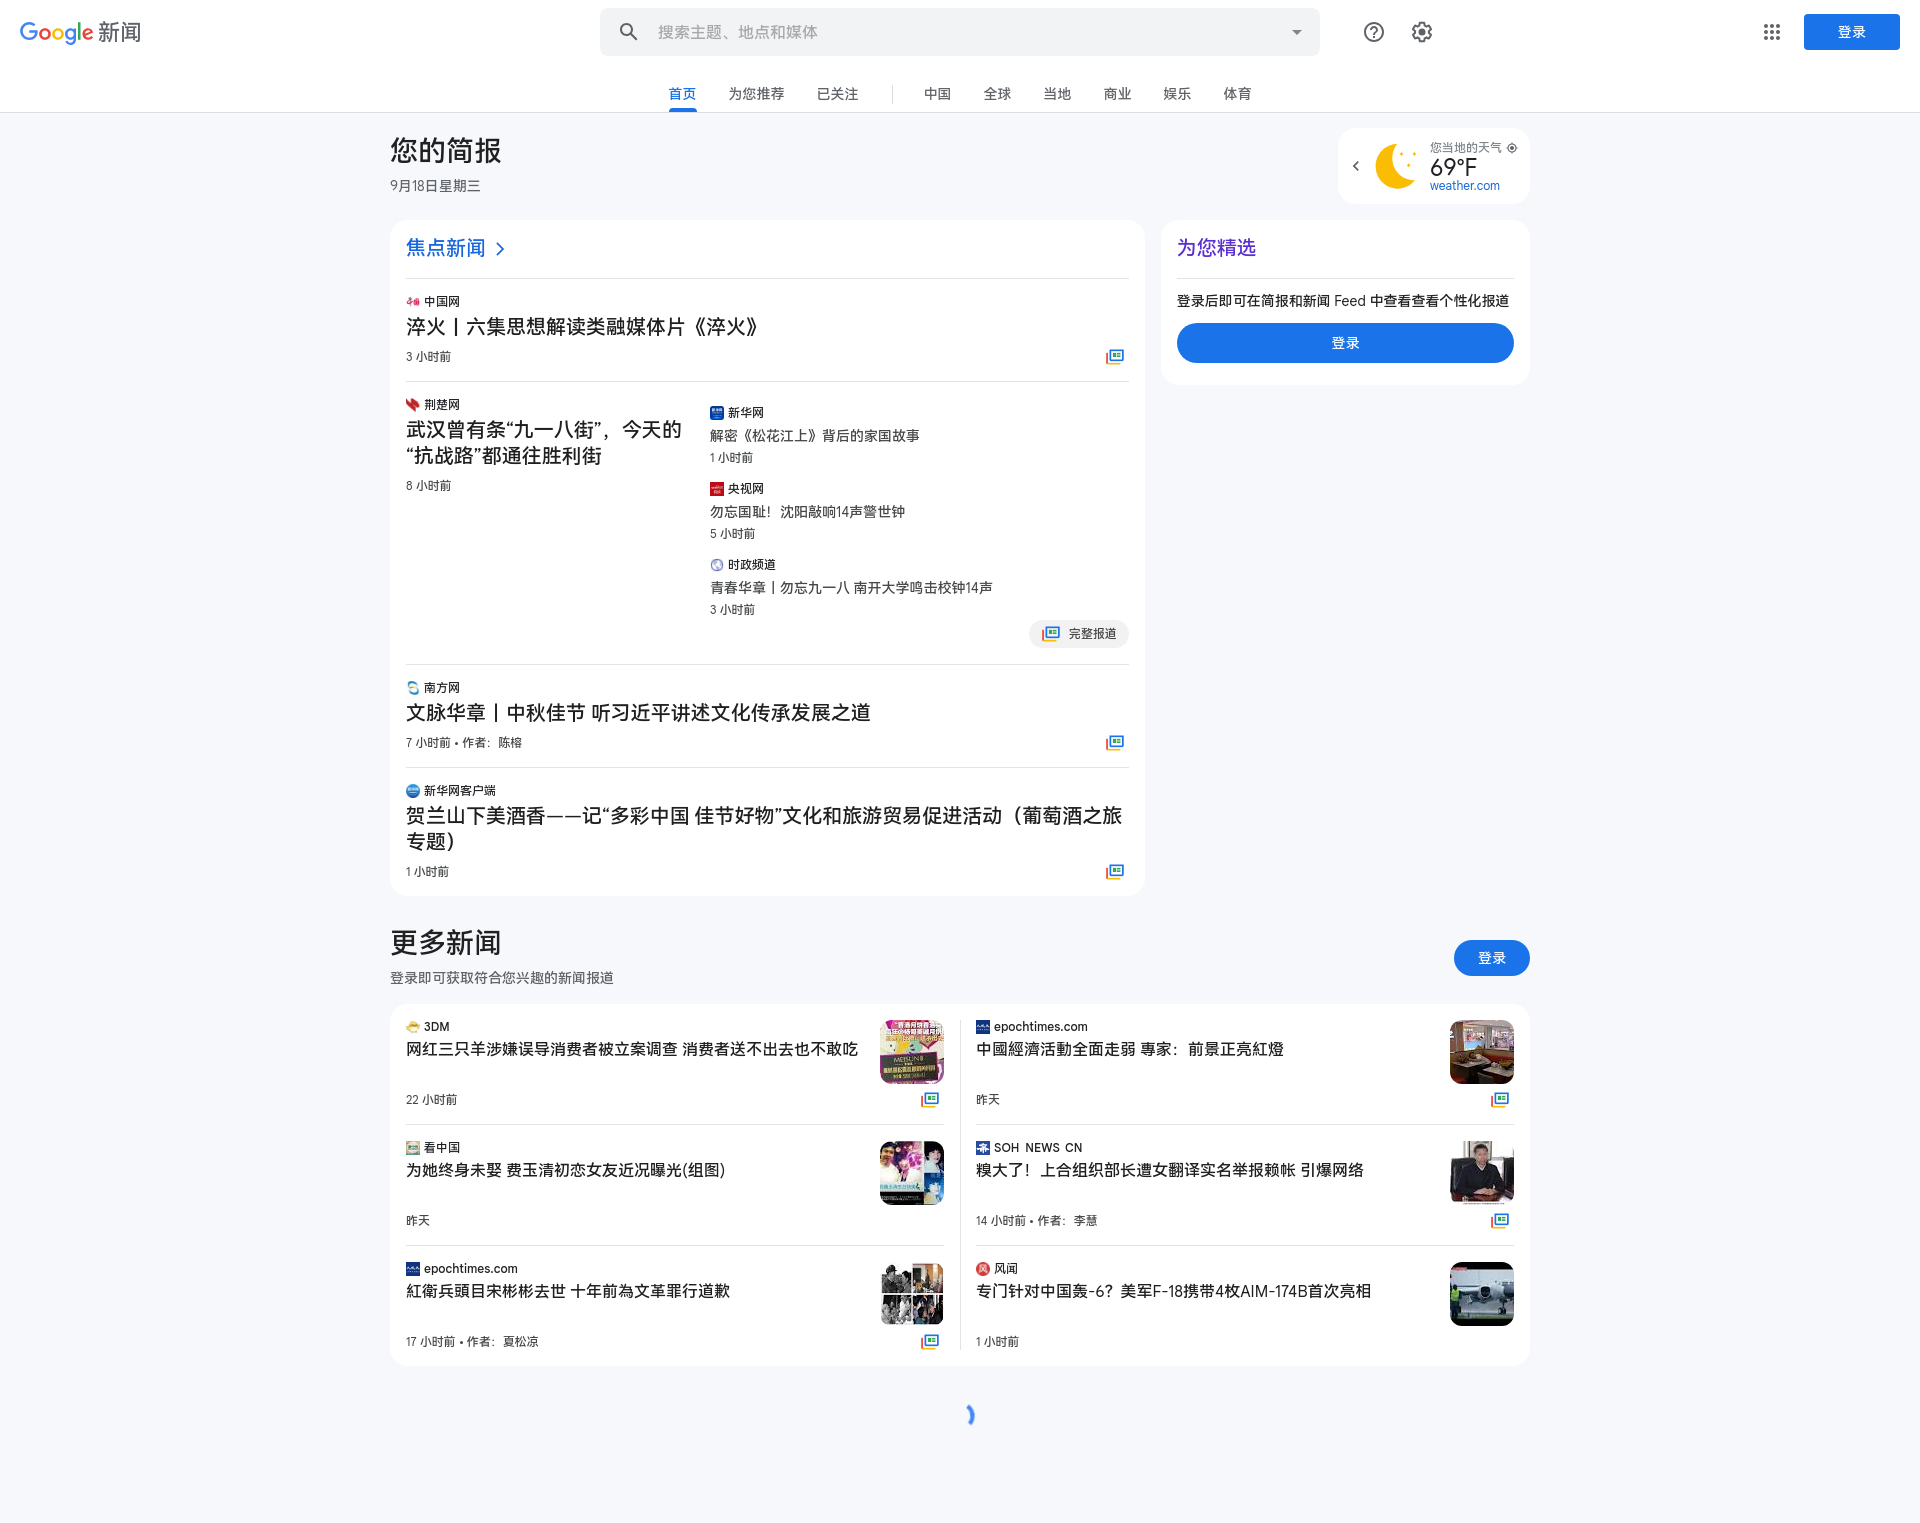 Google 新闻
搜索主题、地点和媒体
登录
首页
为您推荐
已关注
中国
全球
当地
商业
娱乐
体育
您的简报
9月18日星期三
您当地的天气
69°F
weather.com
焦点新闻
中国网
淬火丨六集思想解读类融媒体片《淬火》
3 小时前
荆楚网
武汉曾有条“九一八街”，今天的
“抗战路”都通往胜利街
8 小时前
新华网
解密《松花江上》背后的家国故事
1 小时前
央视网
勿忘国耻！沈阳敲响14声警世钟
5 小时前
时政频道
青春华章丨勿忘九一八 南开大学鸣击校钟14声
3 小时前
完整报道
南方网
文脉华章丨中秋佳节 听习近平讲述文化传承发展之道
7 小时前 • 作者：陈榕
新华网客户端
贺兰山下美酒香——记“多彩中国 佳节好物”文化和旅游贸易促进活动（葡萄酒之旅
专题）
1 小时前
为您精选
登录后即可在简报和新闻 Feed 中查看查看个性化报道
登录
更多新闻
登录即可获取符合您兴趣的新闻报道
登录
3DM
网红三只羊涉嫌误导消费者被立案调查 消费者送不出去也不敢吃
22 小时前
epochtimes.com
中國經濟活動全面走弱 專家：前景正亮紅燈
昨天
看中国
为她终身未娶 费玉清初恋女友近况曝光(组图)
昨天
SOH NEWS CN
糗大了！上合组织部长遭女翻译实名举报赖帐 引爆网络
14 小时前 • 作者：李慧
epochtimes.com
紅衛兵頭目宋彬彬去世 十年前為文革罪行道歉
17 小时前 • 作者：夏松凉
风闻
专门针对中国轰-6？美军F-18携带4枚AIM-174B首次亮相
1 小时前